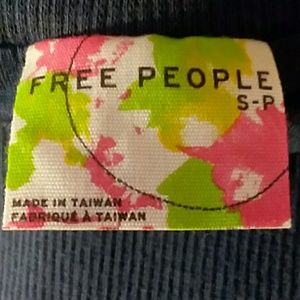 FREE PEOPLE
S-P
MADE IN TAIWAN
FABRIQUÉ À TAIWAN